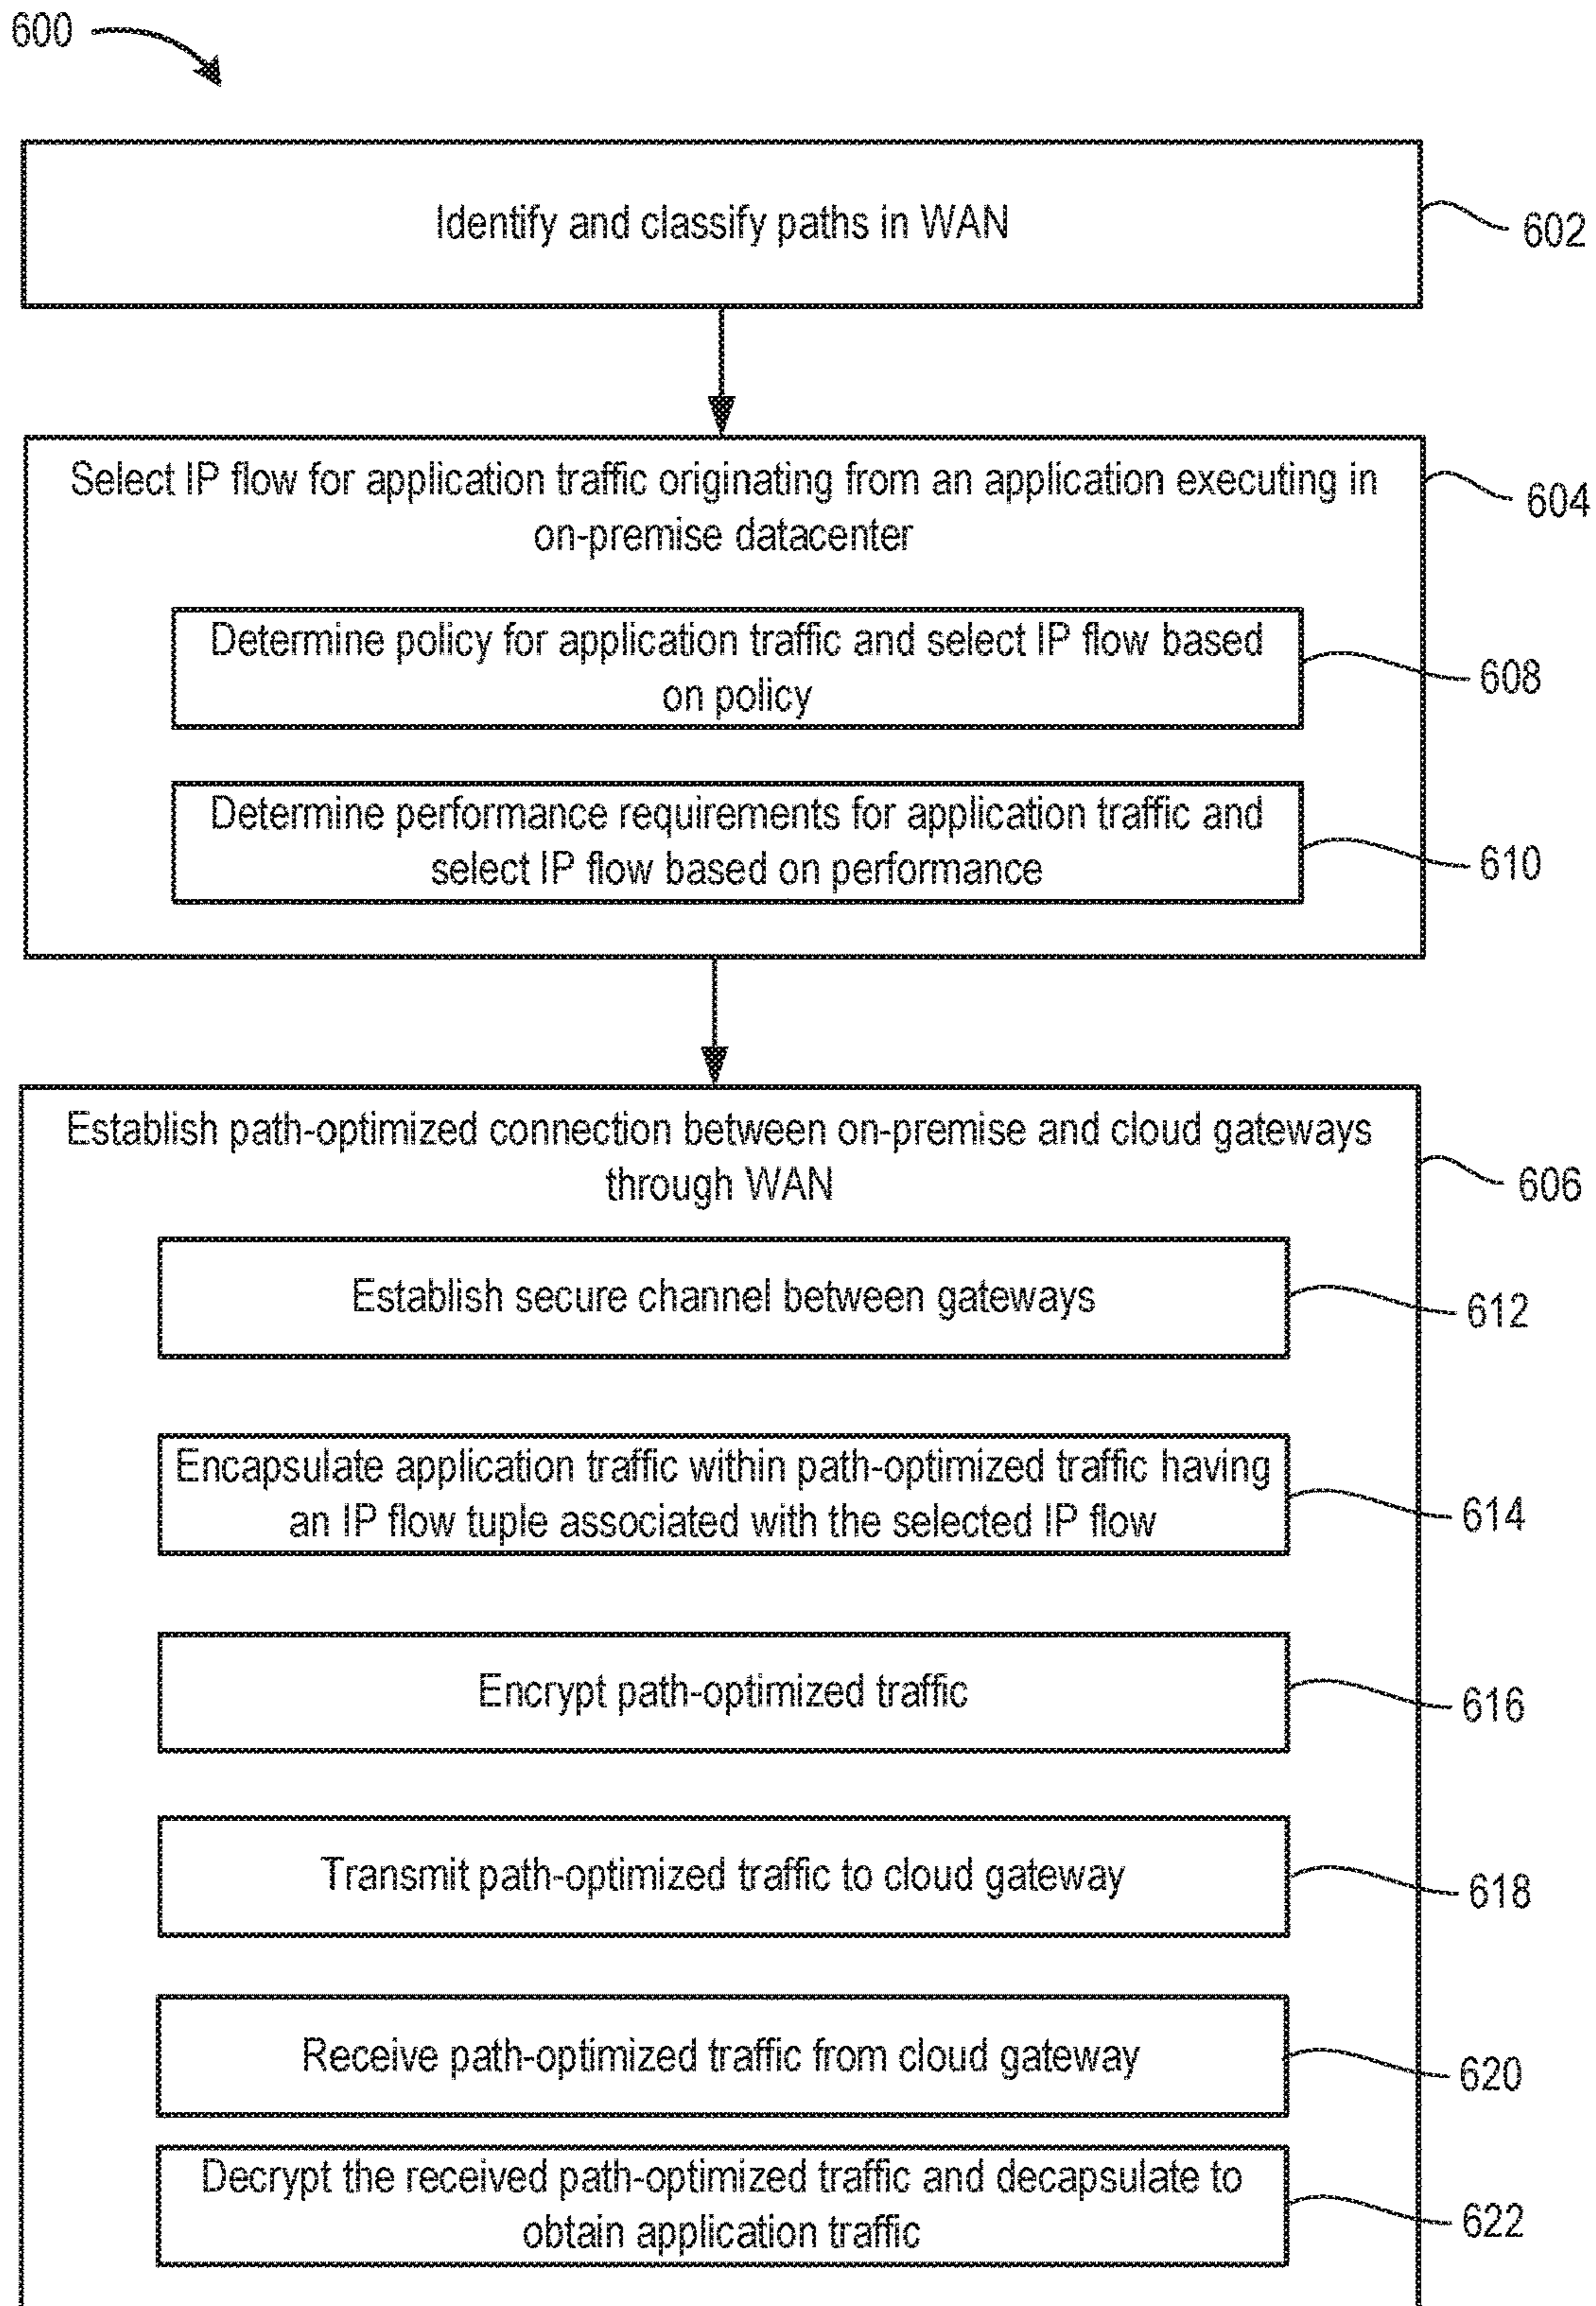 600
Identify and classify paths in WAN
602
Select IP flow for application traffic originating from an application executing in
on-premise datacenter
604
Determine policy for application traffic and select IP flow based
on policy
608
Determine performance requirements for application traffic and
select IP flow based on performance
610
Establish path-optimized connection between on-premise and cloud gateways
through WAN
606
Establish secure channel between gateways
612
Encapsulate application traffic within path-optimized traffic having
an IP flow tuple associated with the selected IP flow
614
Encrypt path-optimized traffic
616
Transmit path-optimized traffic to cloud gateway
618
Receive path-optimized traffic from cloud gateway
620
Decrypt the received path-optimized traffic and decapsulate to
obtain application traffic
622